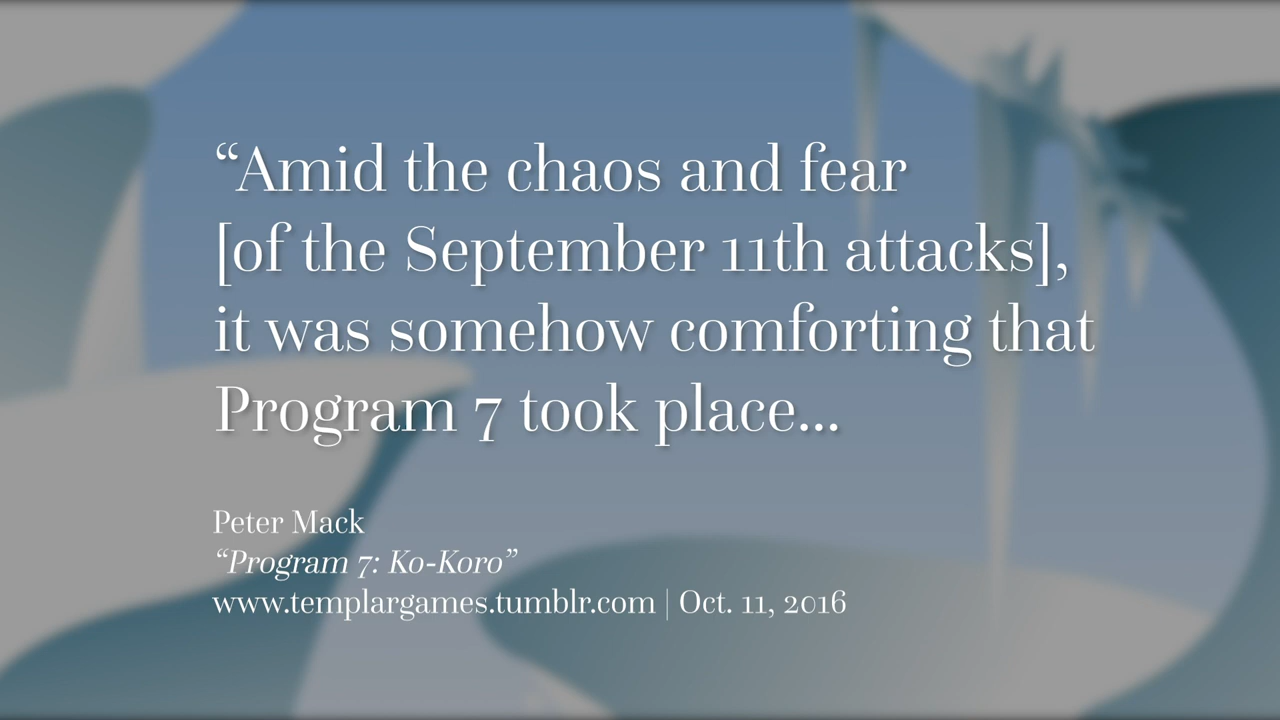 “Amid the chaos and fear
[of the September 11th attacks],
it was somehow comforting that
Program 7 took place...
Peter Mack
“Program 7: Ko-Koro”
www.templargames.tumblr.com | Oct. 11, 2016